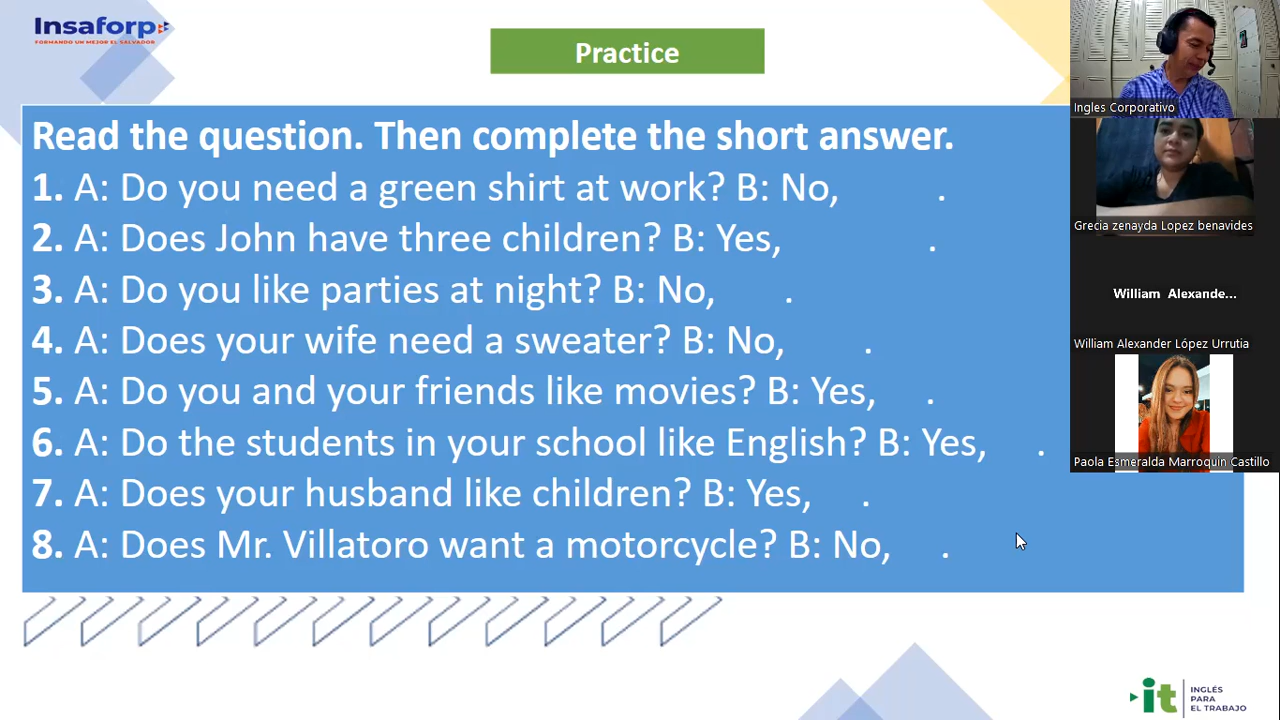 Insaforp
FORMANDO UN MEJOR EL SALVADOR
Practice
Read the question. Then complete the short answer.
1. A: Do you need a green shirt at work? B: No, .
2. A: Does John have three children? B: Yes, .
3. A: Do you like parties at night? B: No, .
4. A: Does your wife need a sweater? B: No, .
5. A: Do you and your friends like movies? B: Yes, .
6. A: Do the students in your school like English? B: Yes, .
7. A: Does your husband like children? B: Yes, .
8. A: Does Mr. Villatoro want a motorcycle? B: No, .
Ingles Corporativo
Grecia zenayda Lopez benavides
William Alexande...
William Alexander López Urrutia
Paola Esmeralda Marroquin Castillo
it
INGLÉS
PARA
EL TRABAJO